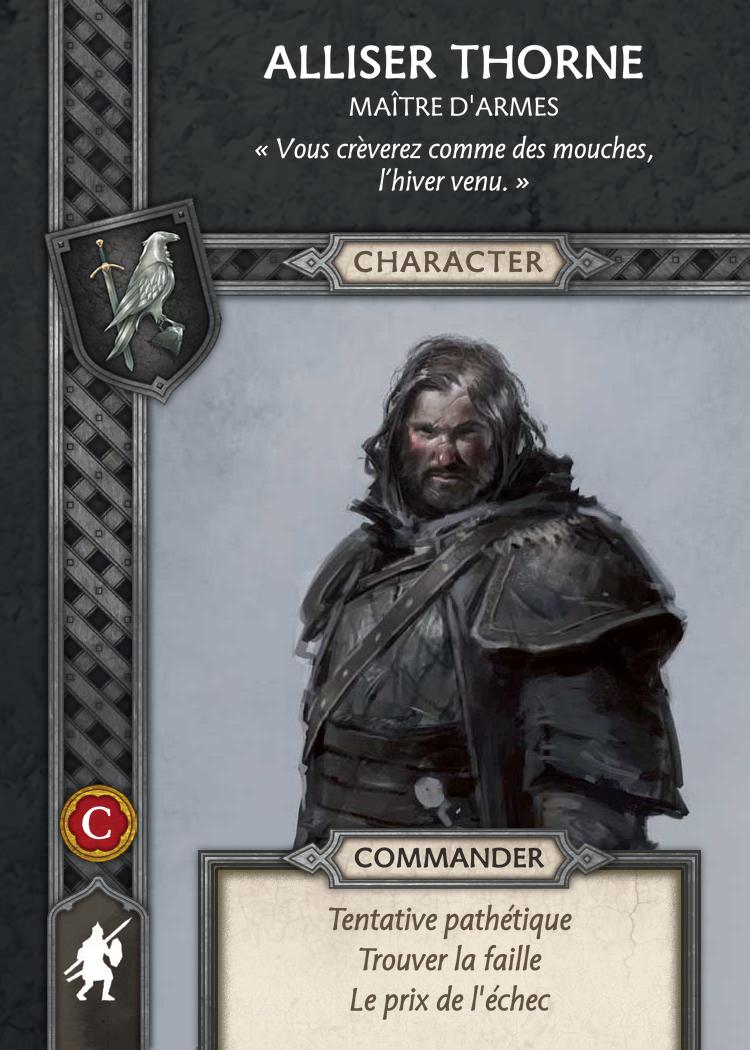 ALLISER THORNE
MAÎTRE D'ARMES
« Vous crèverez comme des mouches,
l'hiver venu. »
CHARACTER
C
COMMANDER
Tentative pathétique
Trouver la faille
Le prix de l'échec